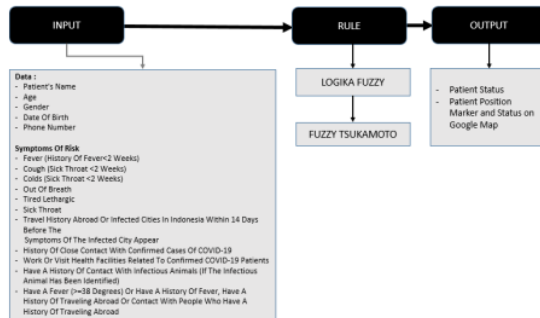 INPUT
RULE
OUTPUT
Data :
- Patient's Name
- Age
- Gender
- Date Of Birth
- Phone Number
Symptoms Of Risk
- Fever (History Of Fever<2 Weeks)
- Cough (Sick Throat <2 Weeks)
- Colds (Sick Throat <2 Weeks)
- Out Of Breath
- Tired Lethargic
- Sick Throat
- Travel History Abroad Or Infected Cities In Indonesia Within 14 Days
Before The
Symptoms Of The Infected City Appear
- History Of Close Contact With Confirmed Cases Of COVID-19
- Work Or Visit Health Facilities Related To Confirmed COVID-19 Patients
- Have A History Of Contact With Infectious Animals (If The Infectious
Animal Has Been Identified)
- Have A Fever (>=38 Degrees) Or Have A History Of Fever, Have A
History Of Traveling Abroad Or Contact With People Who Have A
History Of Traveling Abroad
LOGIKA FUZZY
FUZZY TSUKAMOTO
- Patient Status
- Patient Position
Marker and Status on
Google Map